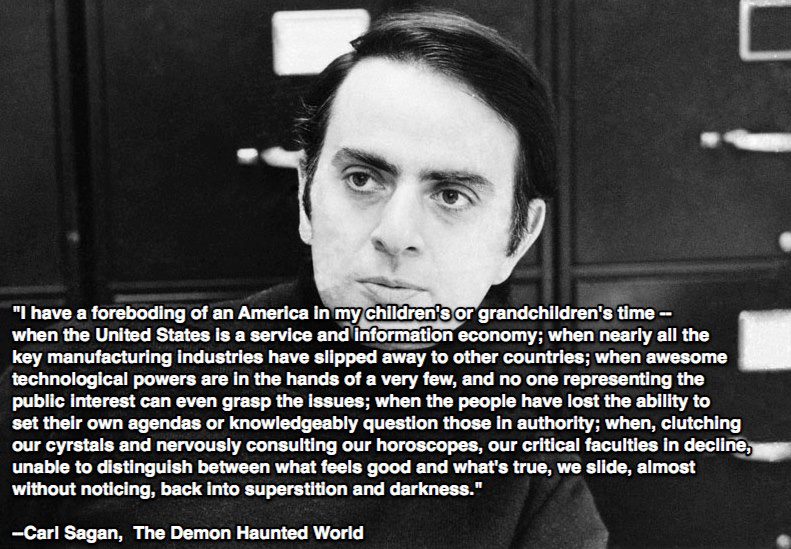 "I have a foreboding of an America in my children's or grandchildren's time --
when the United States is a service and information economy; when nearly all the
key manufacturing industries have slipped away to other countries; when awesome
technological powers are in the hands of a very few, and no one representing the
public interest can even grasp the issues; when the people have lost the ability to
set their own agendas or knowledgeably question those in authority; when, clutching
our cyrstals and nervously consulting our horoscopes, our critical faculties in decline,
unable to distinguish between what feels good and what's true, we slide, almost
without noticing, back into superstition and darkness."
--Carl Sagan, The Demon Haunted World